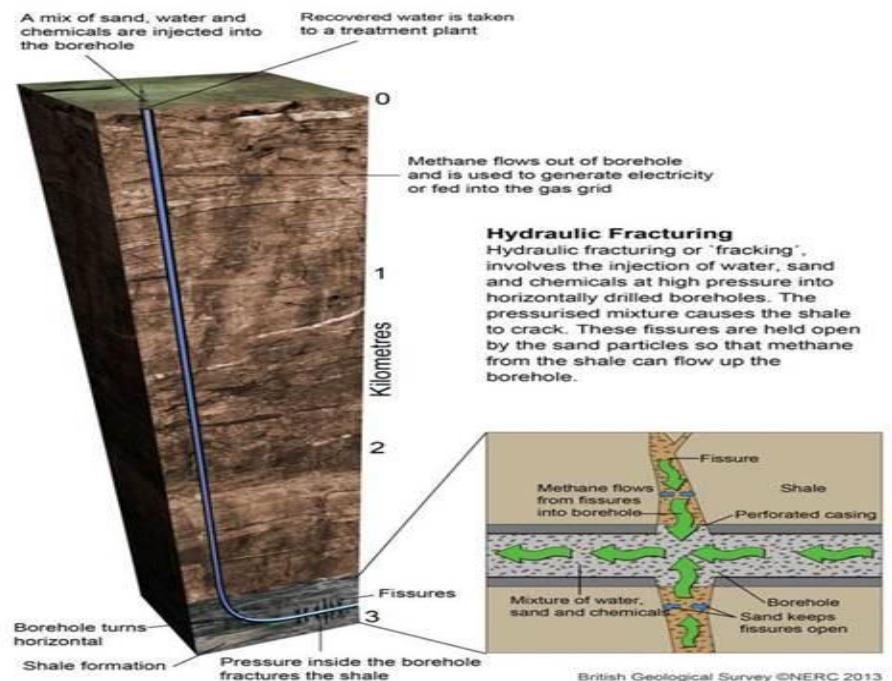 A mix of sand, water and
chemicals are injected into
the borehole
Recovered water is taken
to a treatment plant
0
Methane flows out of borehole
and is used to generate electricity
or fed into the gas grid
Hydraulic Fracturing
Hydraulic fracturing or `fracking´,
involves the injection of water, sand
and chemicals at high pressure into
horizontally drilled boreholes. The
pressurised mixture causes the shale
to crack. These fissures are held open
by the sand particles so that methane
from the shale can flow up the
borehole.
1
Kilometres
2
Fissures
3
Borehole turns
horizontal
Shale formation
Pressure inside the borehole
fractures the shale
Fissure
Methane flows
from fissures
into borehole
Shale
Perforated casing
Mixture of water,
sand and chemicals
Borehole
Sand keeps
fissures open
British Geological Survey ©NERC 2013